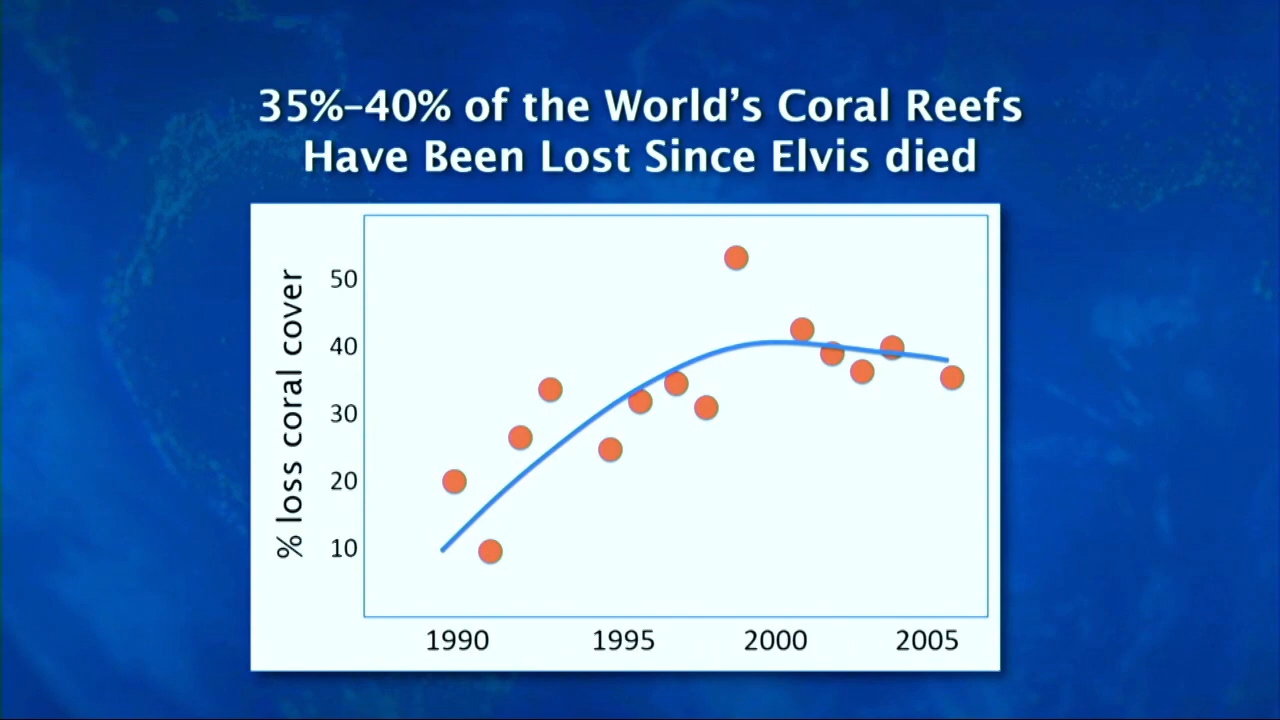 35%–40% of the World’s Coral Reefs
Have Been Lost Since Elvis died
% loss coral cover
50
40
30
20
10
1990 1995 2000 2005